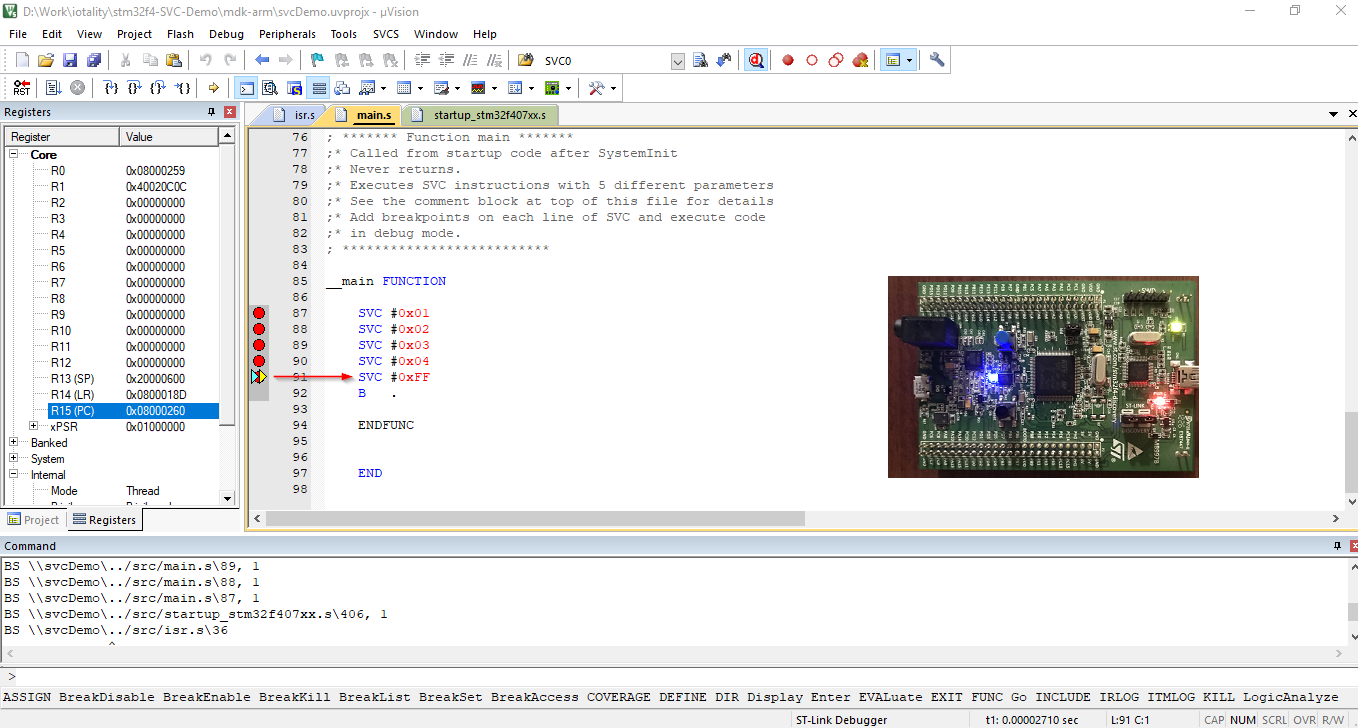 D:\Work\iotality\stm32f4-SVC-Demo\mdk-arm\svcDemo.uvprojx - µVision
File Edit View Project Flash Debug Peripherals Tools SVCS Window Help
SVC0
RST
Registers
isr.s main.s startup_stm32f407xx.s
Register Value
Core
R0 0x08000259
R1 0x40020C0C
R2 0x00000000
R3 0x00000000
R4 0x00000000
R5 0x00000000
R6 0x00000000
R7 0x00000000
R8 0x00000000
R9 0x00000000
R10 0x00000000
R11 0x00000000
R12 0x00000000
R13 (SP) 0x20000600
R14 (LR) 0x0800018D
R15 (PC) 0x08000260
xPSR 0x01000000
Banked
System
Internal
Mode Thread
Project Registers
76 ; ******* Function main *******
77 ;* Called from startup code after SystemInit
78 ;* Never returns.
79 ;* Executes SVC instructions with 5 different parameters
80 ;* See the comment block at top of this file for details
81 ;* Add breakpoints on each line of SVC and execute code
82 ;* in debug mode.
83 ; **************************
84
85 __main FUNCTION
86
87 SVC #0x01
88 SVC #0x02
89 SVC #0x03
90 SVC #0x04
91 SVC #0xFF
92 B .
93
94 ENDFUNC
95
96
97 END
98
ST-LINK
Command
BS \\svcDemo\../src/main.s\89, 1
BS \\svcDemo\../src/main.s\88, 1
BS \\svcDemo\../src/main.s\87, 1
BS \\svcDemo\../src/startup_stm32f407xx.s\406, 1
BS \\svcDemo\../src/isr.s\36
^
>
ASSIGN BreakDisable BreakEnable BreakKill BreakList BreakSet BreakAccess COVERAGE DEFINE DIR Display Enter EVALuate EXIT FUNC Go INCLUDE IRLOG ITMLOG KILL LogicAnalyze
ST-Link Debugger t1: 0.00002710 sec L:91 C:1 CAP NUM SCRL OVR R/W